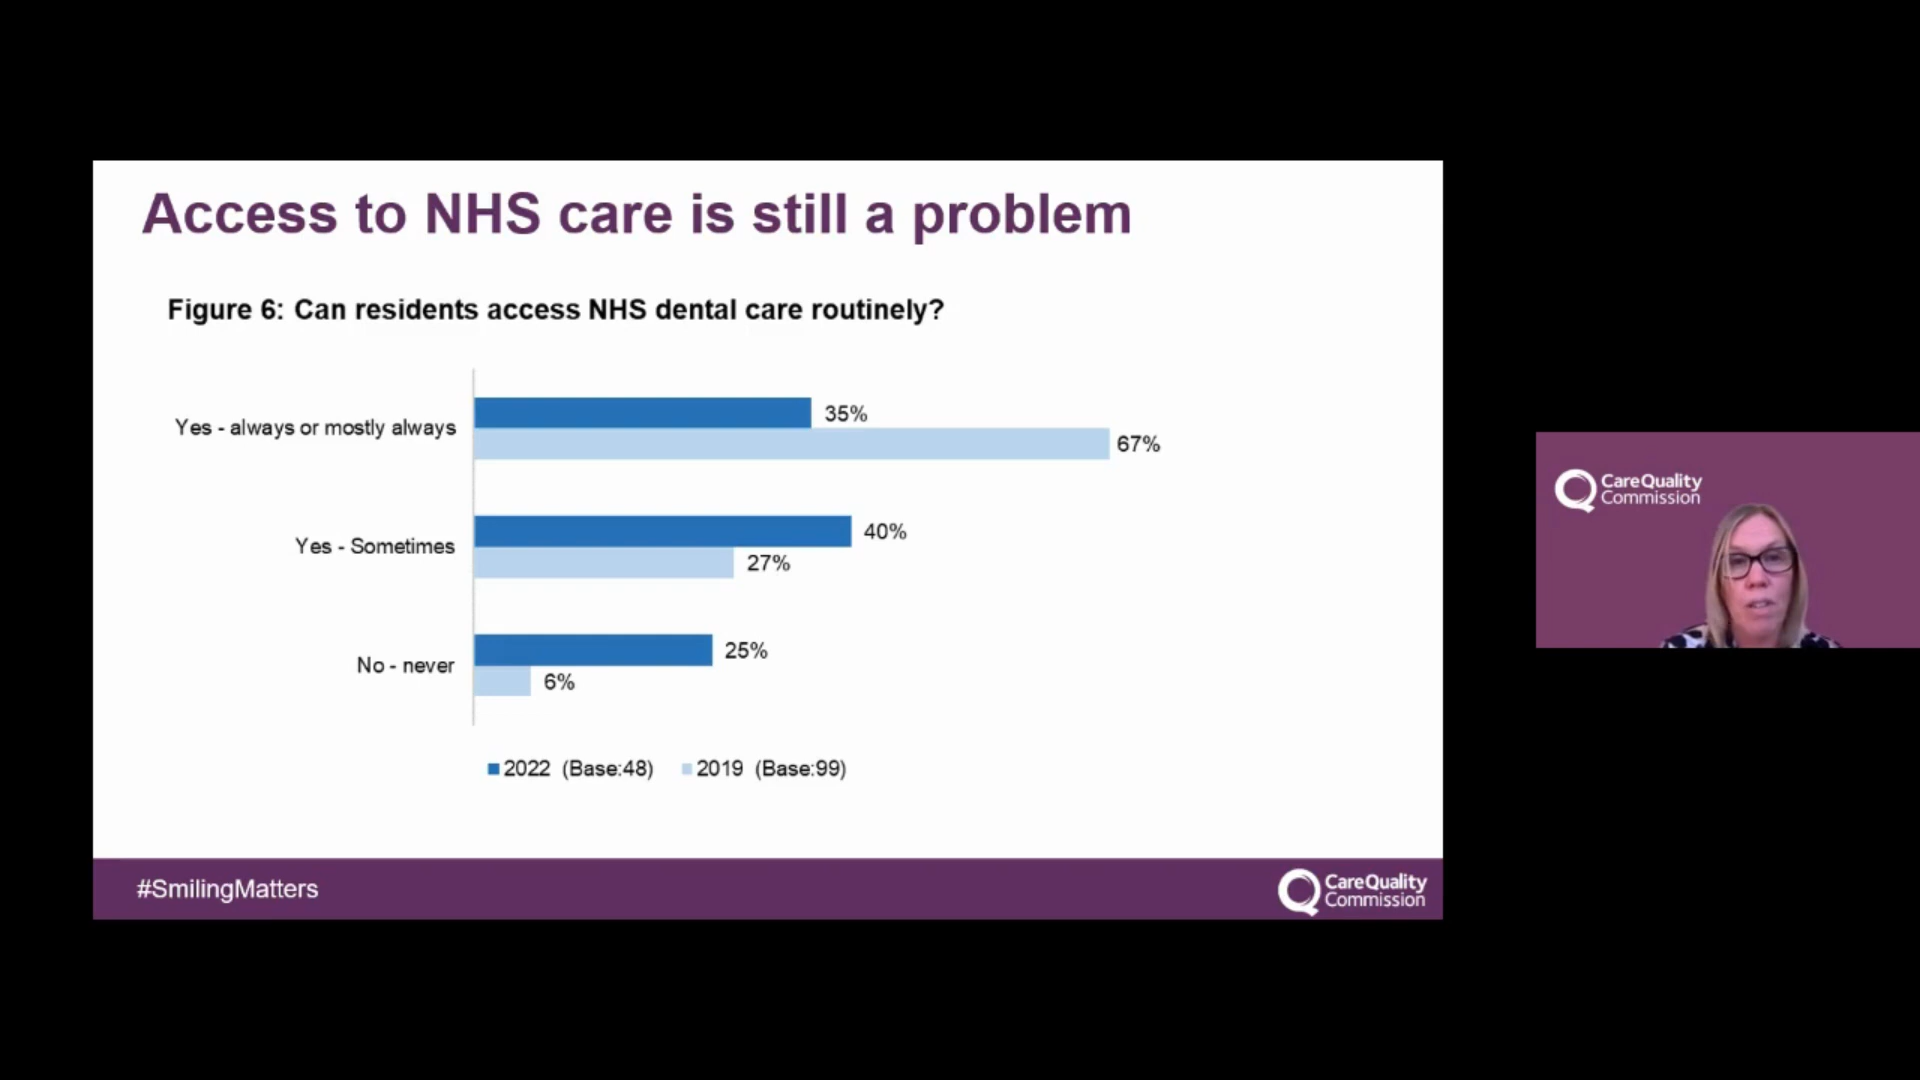 Access to NHS care is still a problem
Figure 6: Can residents access NHS dental care routinely?
Yes - always or mostly always
35%
67%
Yes - Sometimes
40%
27%
No - never
25%
6%
2022 (Base:48) 2019 (Base:99)
#SmilingMatters
CareQuality
Commission
CareQuality
Commission